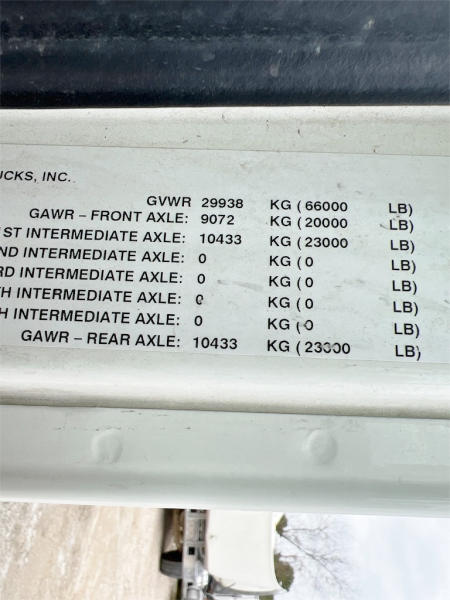 UCKS, INC.
GVWR 29938 KG ( 66000 LB)
GAWR – FRONT AXLE: 9072 KG ( 20000 LB)
1ST INTERMEDIATE AXLE: 10433 KG ( 23000 LB)
ND INTERMEDIATE AXLE: 0 KG ( 0 LB)
RD INTERMEDIATE AXLE: 0 KG ( 0 LB)
TH INTERMEDIATE AXLE: 0 KG ( 0 LB)
H INTERMEDIATE AXLE: 0 KG ( 0 LB)
GAWR – REAR AXLE: 10433 KG ( 23000 LB)